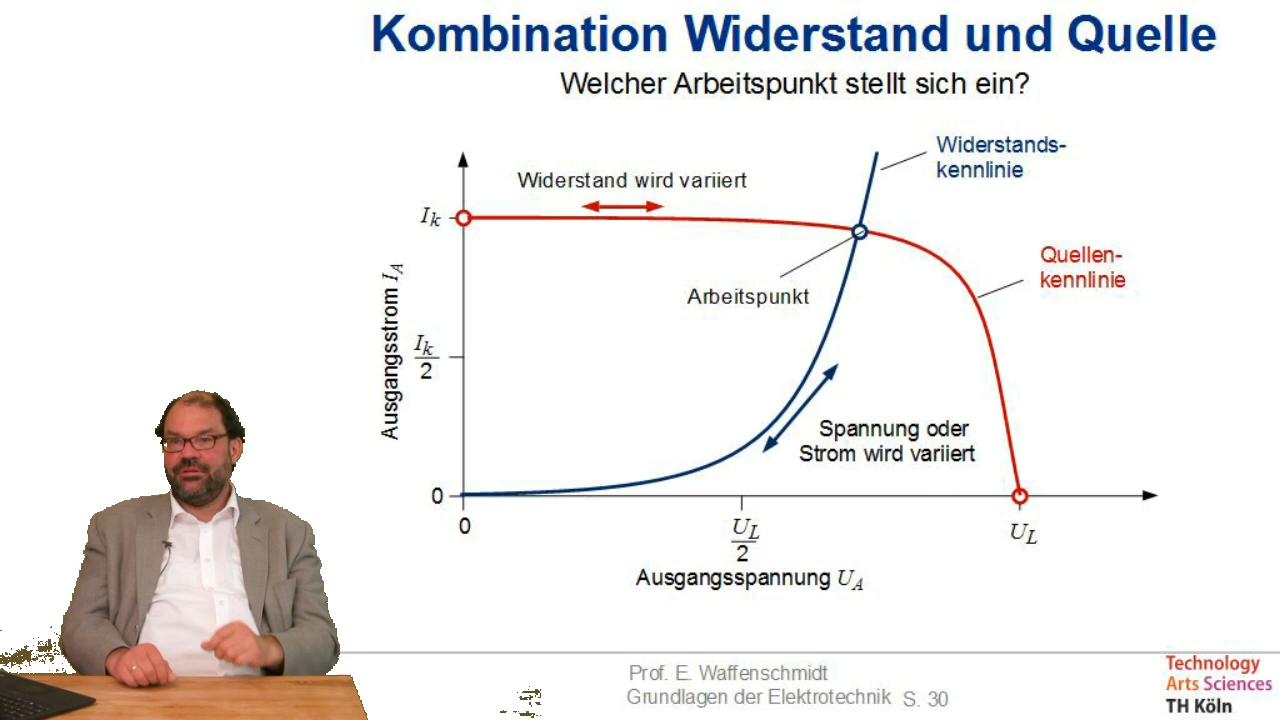 Kombination Widerstand und Quelle
Welcher Arbeitspunkt stellt sich ein?
Widerstands-
kennlinie
Widerstand wird variiert
I_k
Quellen-
kennlinie
Arbeitspunkt
Ausgangsstrom I_A
I_k
2
Spannung oder
Strom wird variiert
0
0
U_L
2
U_L
Ausgangsspannung U_A
Prof. E. Waffenschmidt
Grundlagen der Elektrotechnik S. 30
Technology
Arts Sciences
TH Köln